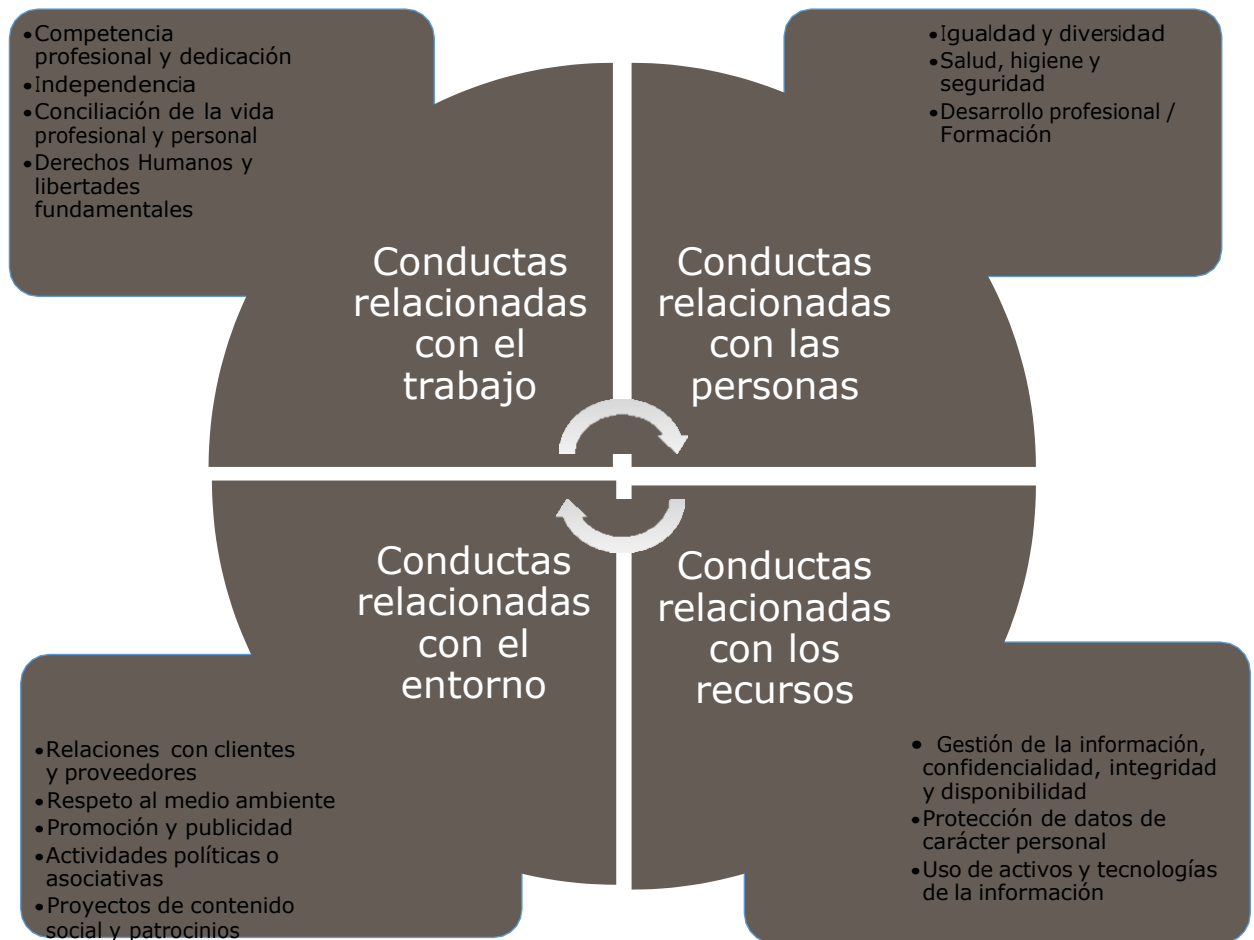 •Competencia
profesional y dedicación
•Independencia
•Conciliación de la vida
profesional y personal
•Derechos Humanos y
libertades
fundamentales
•Igualdad y diversidad
•Salud, higiene y
seguridad
•Desarrollo profesional /
Formación
Conductas
relacionadas
con el
trabajo
Conductas
relacionadas
con las
personas
Conductas
relacionadas
con el
entorno
Conductas
relacionadas
con los
recursos
•Relaciones con clientes
y proveedores
•Respeto al medio ambiente
•Promoción y publicidad
•Actividades políticas o
asociativas
•Proyectos de contenido
social y patrocinios
• Gestión de la información,
confidencialidad, integridad
y disponibilidad
•Protección de datos de
carácter personal
•Uso de activos y tecnologías
de la información